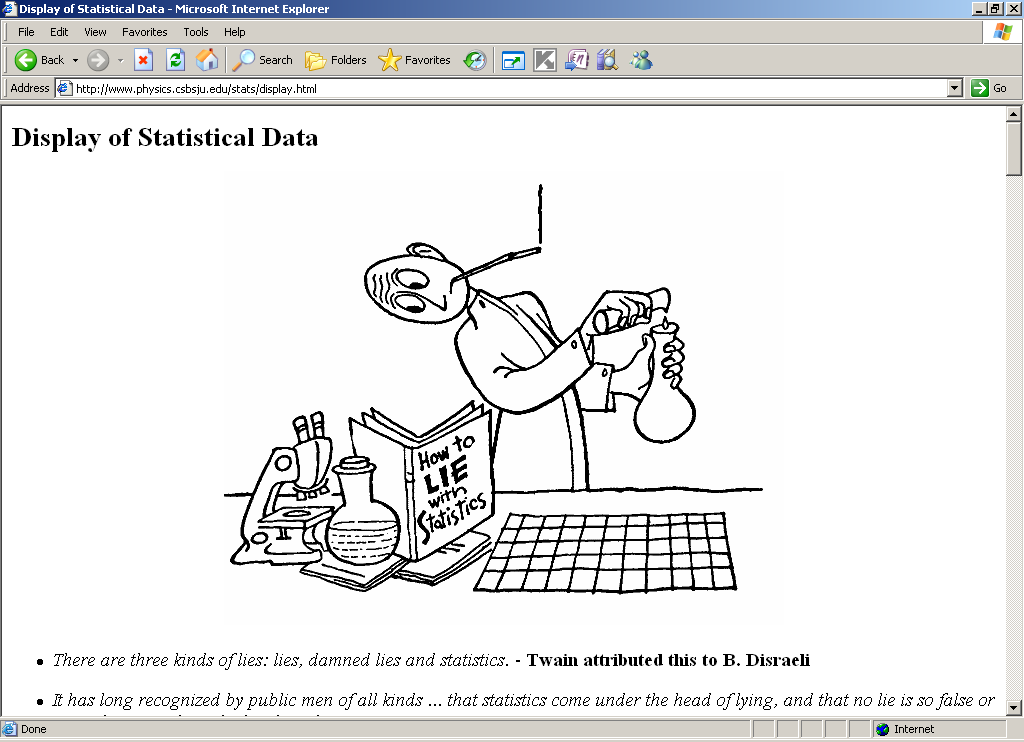 Display of Statistical Data - Microsoft Internet Explorer
File Edit View Favorites Tools Help
Back Search Folders Favorites
Address http://www.physics.csbsju.edu/stats/display.html Go
Display of Statistical Data
How to
LIE
with
Statistics
There are three kinds of lies: lies, damned lies and statistics. - Twain attributed this to B. Disraeli
It has long recognized by public men of all kinds ... that statistics come under the head of lying, and that no lie is so false or
Done Internet